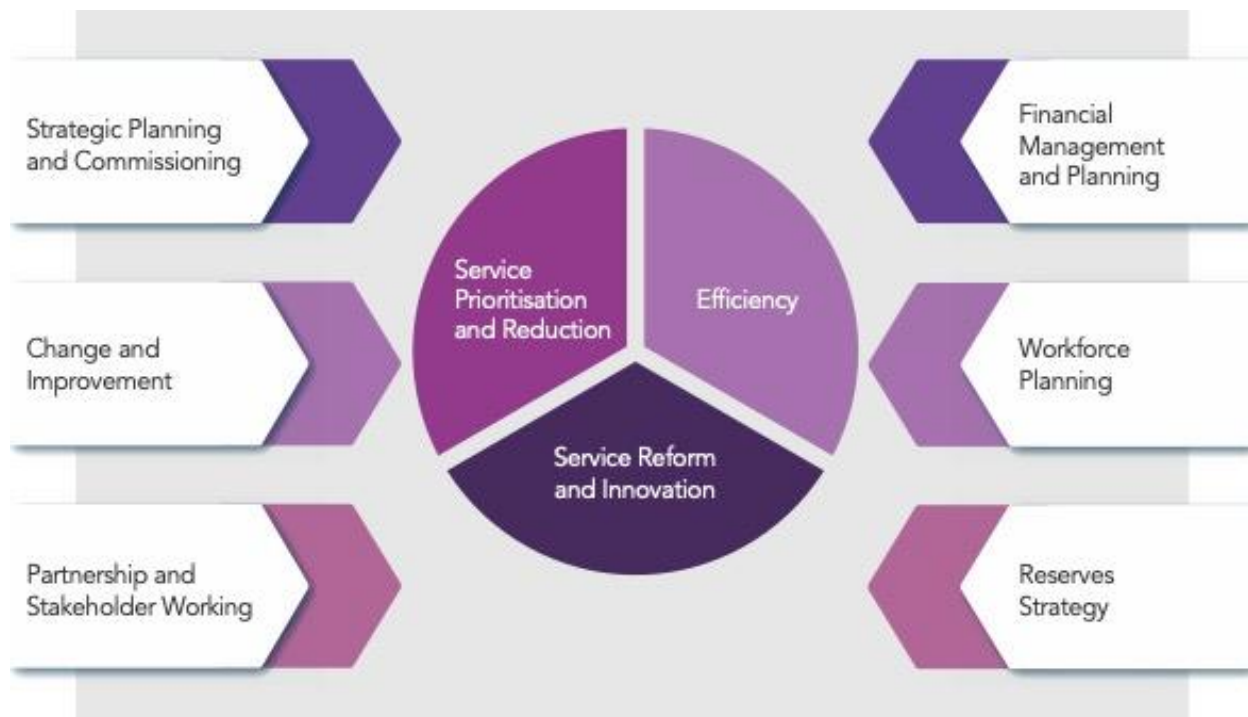 Strategic Planning
and Commissioning
Change and
Improvement
Partnership and
Stakeholder Working
Service
Prioritisation
and Reduction
Efficiency
Service Reform
and Innovation
Financial
Management
and Planning
Workforce
Planning
Reserves
Strategy